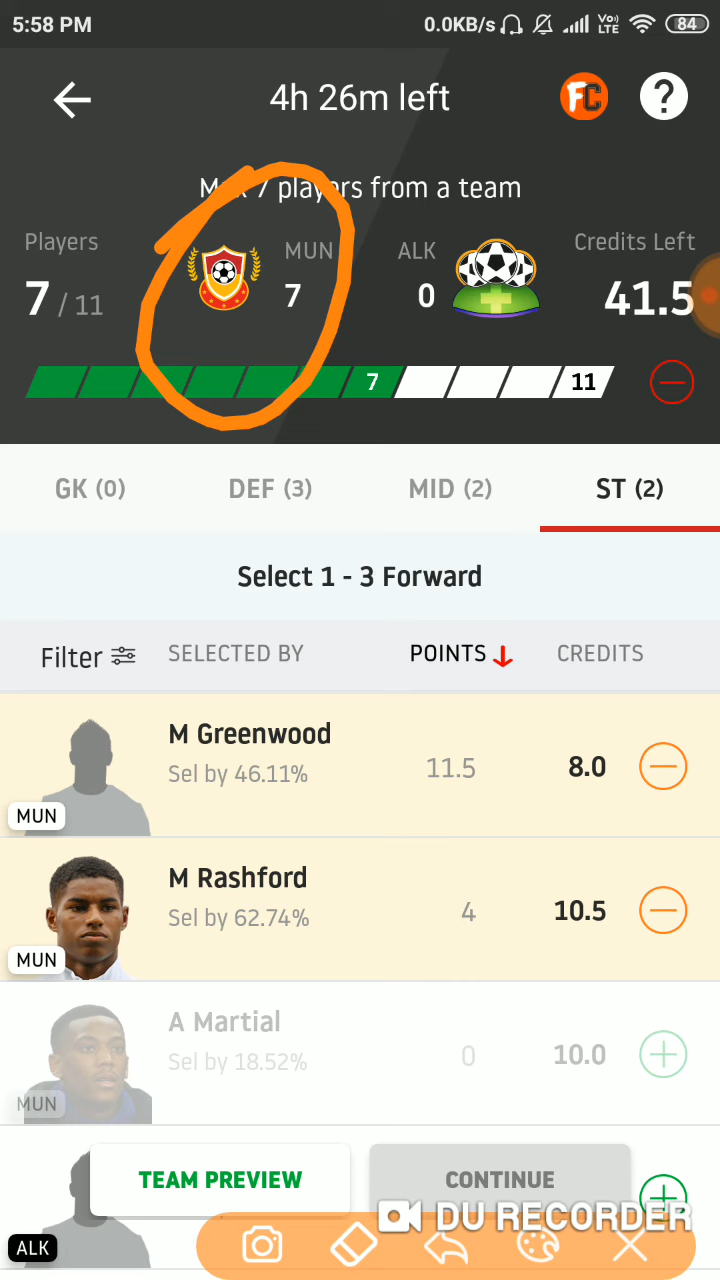 5:58 PM
0.0KB/s Vo) LTE 84
4h 26m left
FC ?
Max 7 players from a team
Players
7 / 11
MUN
7
ALK
0
Credits Left
41.5
7 11
GK (0) DEF (3) MID (2) ST (2)
Select 1 - 3 Forward
Filter SELECTED BY POINTS CREDITS
M Greenwood
Sel by 46.11%
11.5 8.0
MUN
M Rashford
Sel by 62.74%
4 10.5
MUN
A Martial
Sel by 18.52%
0 10.0
MUN
TEAM PREVIEW CONTINUE
DU RECORDER
ALK